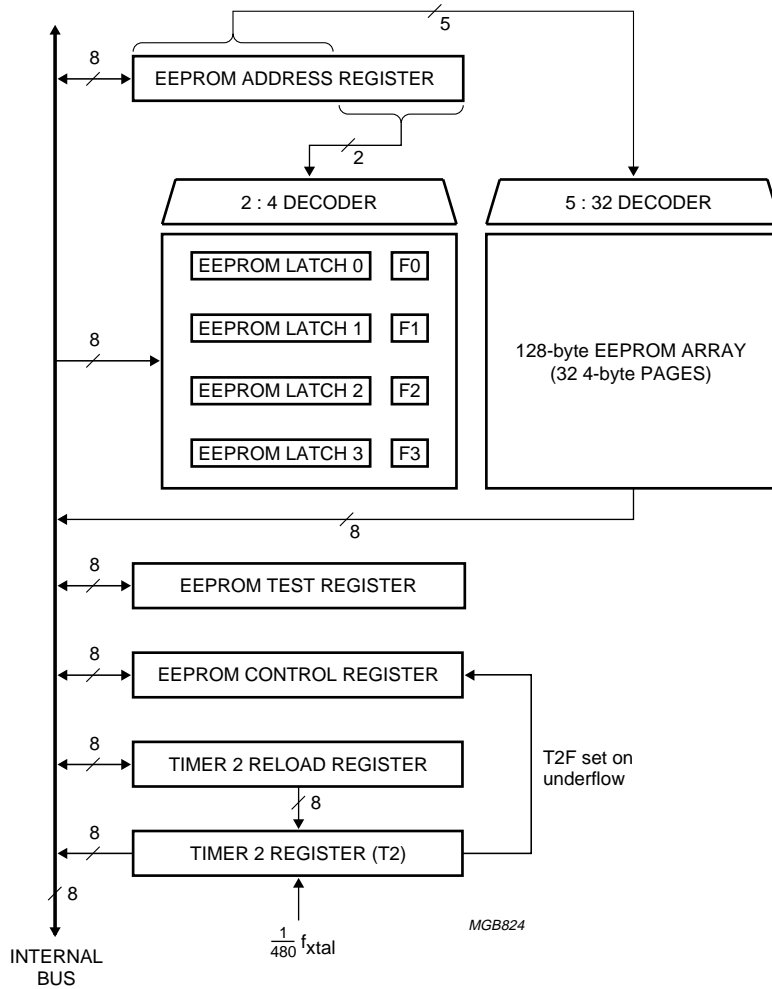 5
8
EEPROM ADDRESS REGISTER
2
2 : 4 DECODER
5 : 32 DECODER
EEPROM LATCH 0 F0
EEPROM LATCH 1 F1
8
128-byte EEPROM ARRAY
(32 4-byte PAGES)
EEPROM LATCH 2 F2
EEPROM LATCH 3 F3
8
8
EEPROM TEST REGISTER
8
EEPROM CONTROL REGISTER
8
TIMER 2 RELOAD REGISTER
T2F set on
underflow
8
8
TIMER 2 REGISTER (T2)
8
1/480 fxtal
MGB824
INTERNAL
BUS